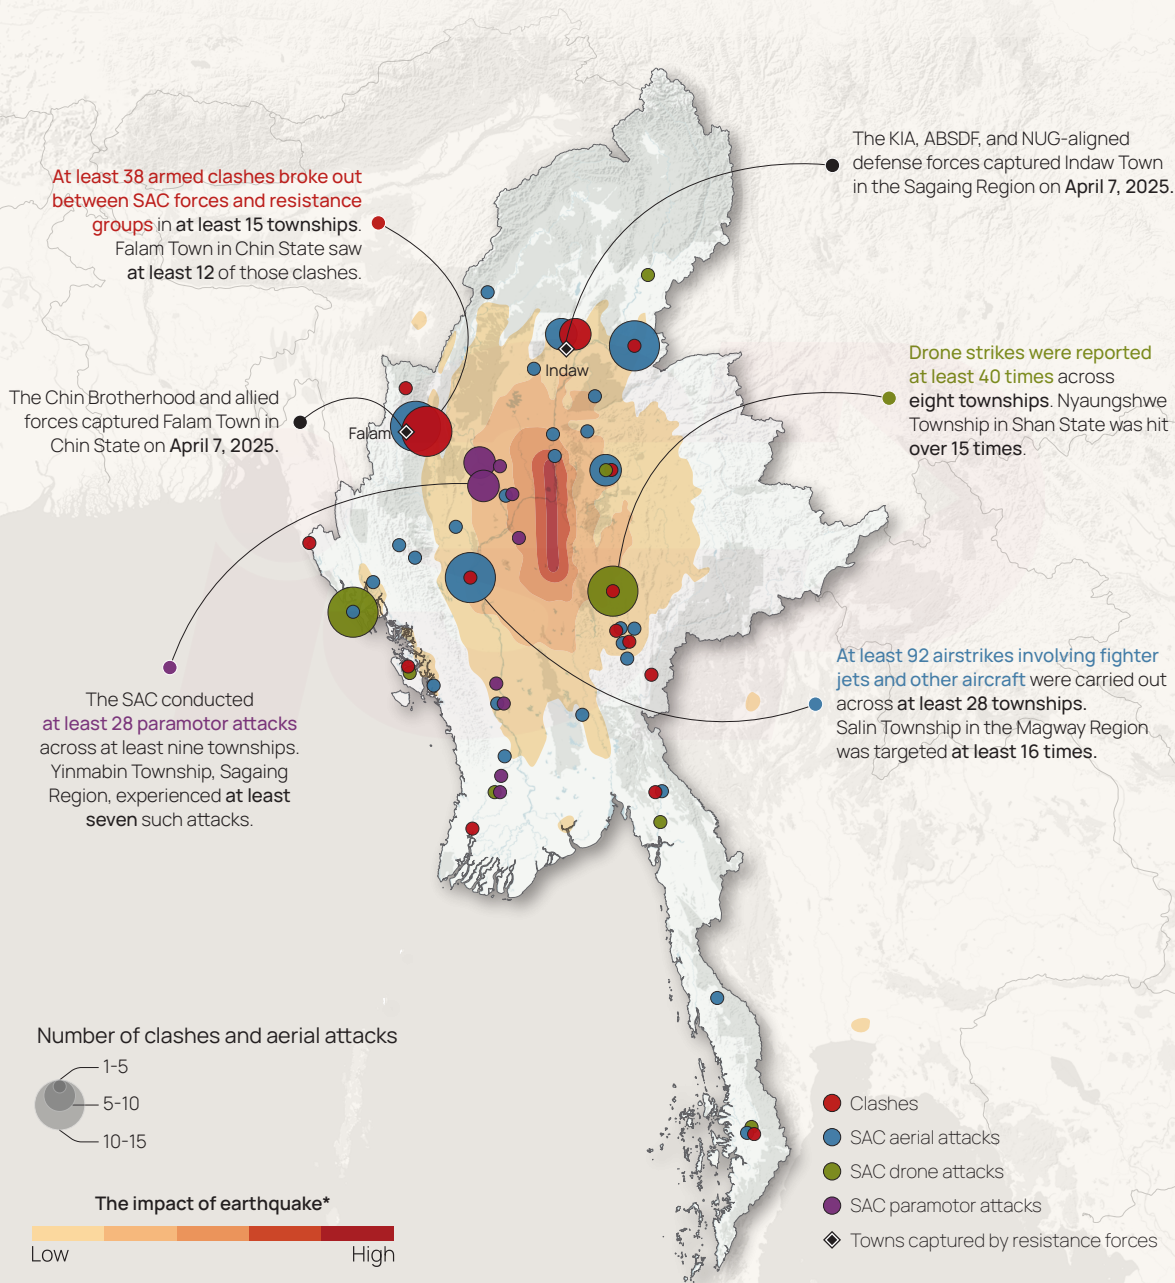 The KIA, ABSDF, and NUG-aligned
defense forces captured Indaw Town
in the Sagaing Region on April 7, 2025.
At least 38 armed clashes broke out
between SAC forces and resistance
groups in at least 15 townships.
Falam Town in Chin State saw
at least 12 of those clashes.
Drone strikes were reported
at least 40 times across
eight townships. Nyaungshwe
Township in Shan State was hit
over 15 times.
Indaw
The Chin Brotherhood and allied
forces captured Falam Town in
Chin State on April 7, 2025.
Falam
At least 92 airstrikes involving fighter
jets and other aircraft were carried out
across at least 28 townships.
Salin Township in the Magway Region
was targeted at least 16 times.
The SAC conducted
at least 28 paramotor attacks
across at least nine townships.
Yinmabin Township, Sagaing
Region, experienced at least
seven such attacks.
Number of clashes and aerial attacks
1-5
5-10
10-15
The impact of earthquake*
Low
High
Clashes
SAC aerial attacks
SAC drone attacks
SAC paramotor attacks
Towns captured by resistance forces